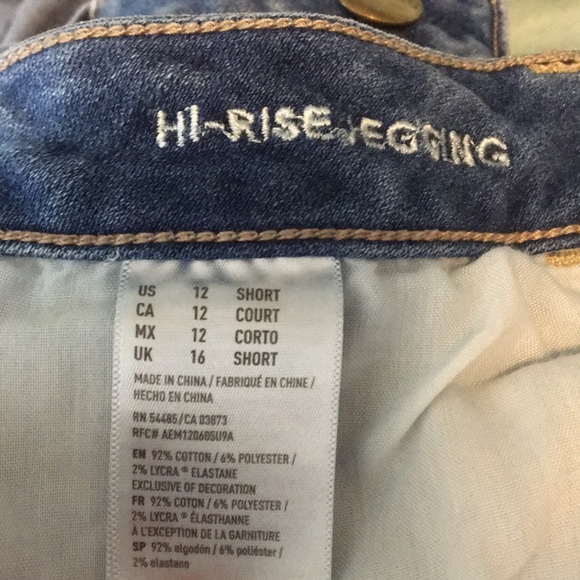 HI-RISE JEGGING
US 12 SHORT
CA 12 COURT
MX 12 CORTO
UK 16 SHORT
MADE IN CHINA / FABRIQUÉ EN CHINE /
HECHO EN CHINA
RN 54485/CA 03873
RFC# AEM120605U9A
EN 92% COTTON / 6% POLYESTER /
2% LYCRA ® ELASTANE
EXCLUSIVE OF DECORATION
FR 92% COTON / 6% POLYESTER /
2% LYCRA ® ÉLASTHANNE
À L'EXCEPTION DE LA GARNITURE
SP 92% algodón / 6% poliéster /
2% elastano